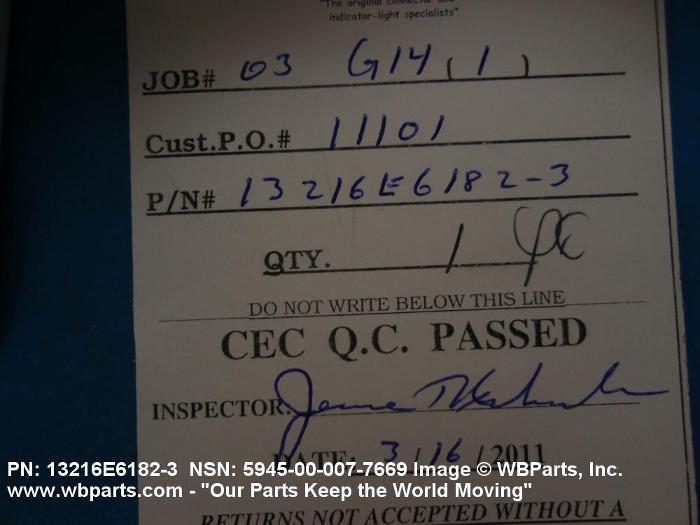 "The original connector and
indicator-light specialists"
JOB# 03 G14 (1)
Cust.P.O.# 11101
P/N# 13216E6182-3
QTY. 1 pc
DO NOT WRITE BELOW THIS LINE
CEC Q.C. PASSED
INSPECTOR:
DATE: 3/16/2011
PN: 13216E6182-3 NSN: 5945-00-007-7669 Image © WBParts, Inc.
www.wbparts.com - "Our Parts Keep the World Moving"
RETURNS NOT ACCEPTED WITHOUT A